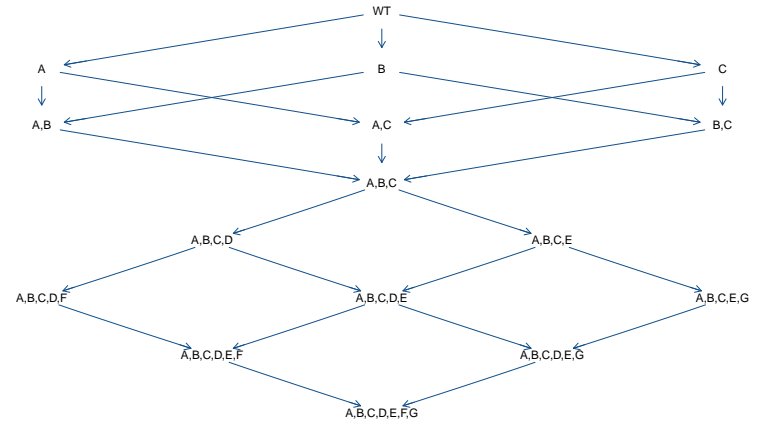 WT
A
B
C
A,B
A,C
B,C
A,B,C
A,B,C,D
A,B,C,E
A,B,C,D,F
A,B,C,D,E
A,B,C,E,G
A,B,C,D,E,F
A,B,C,D,E,G
A,B,C,D,E,F,G